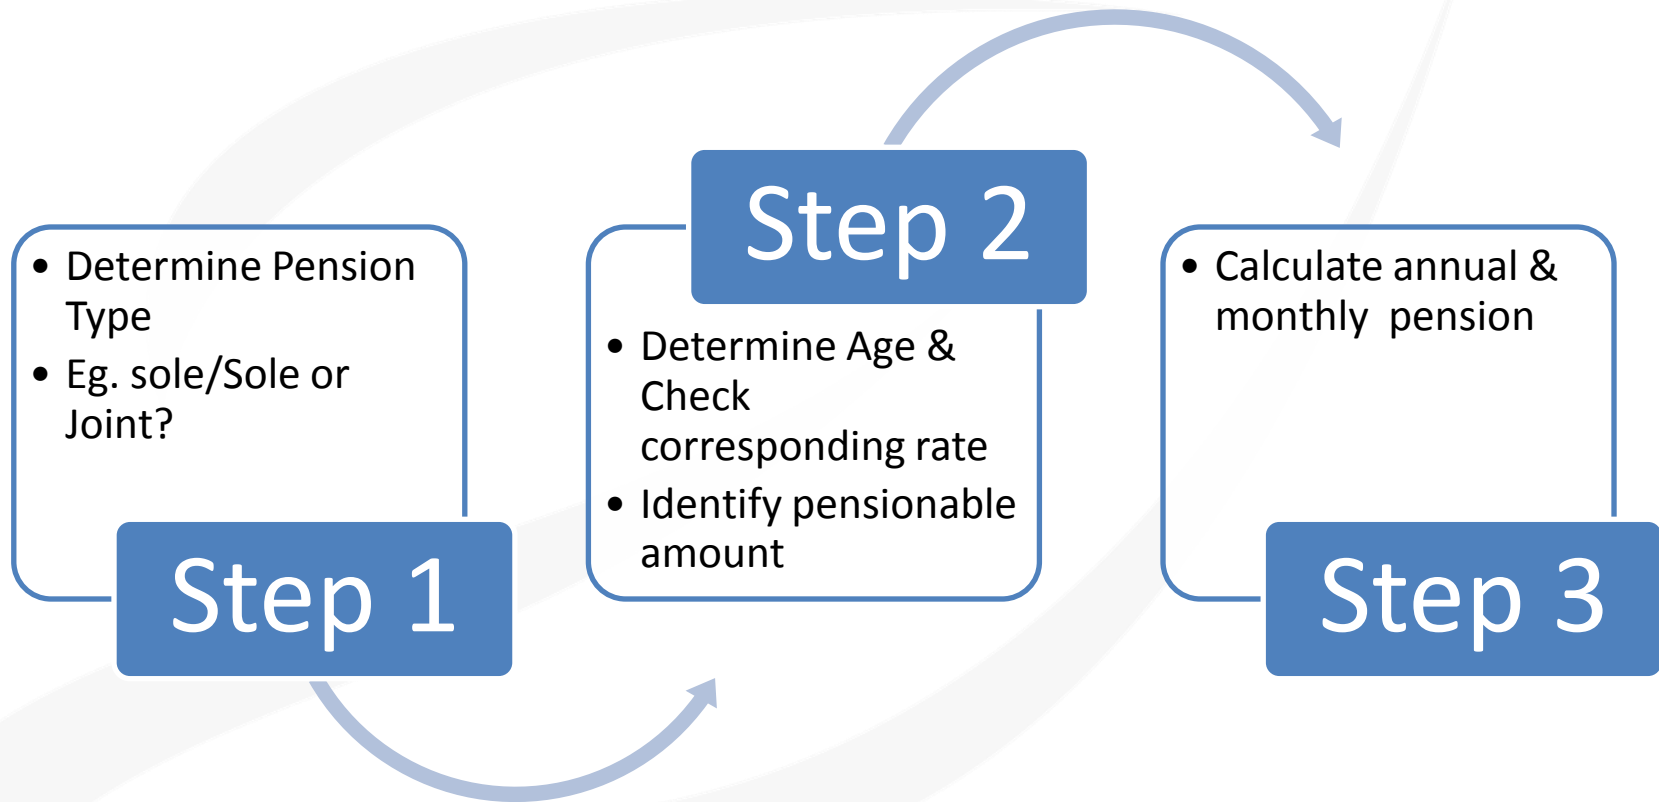 • Determine Pension
Type
• Eg. sole/Sole or
Joint?
Step 1
Step 2
• Determine Age &
Check
corresponding rate
• Identify pensionable
amount
• Calculate annual &
monthly  pension
Step 3